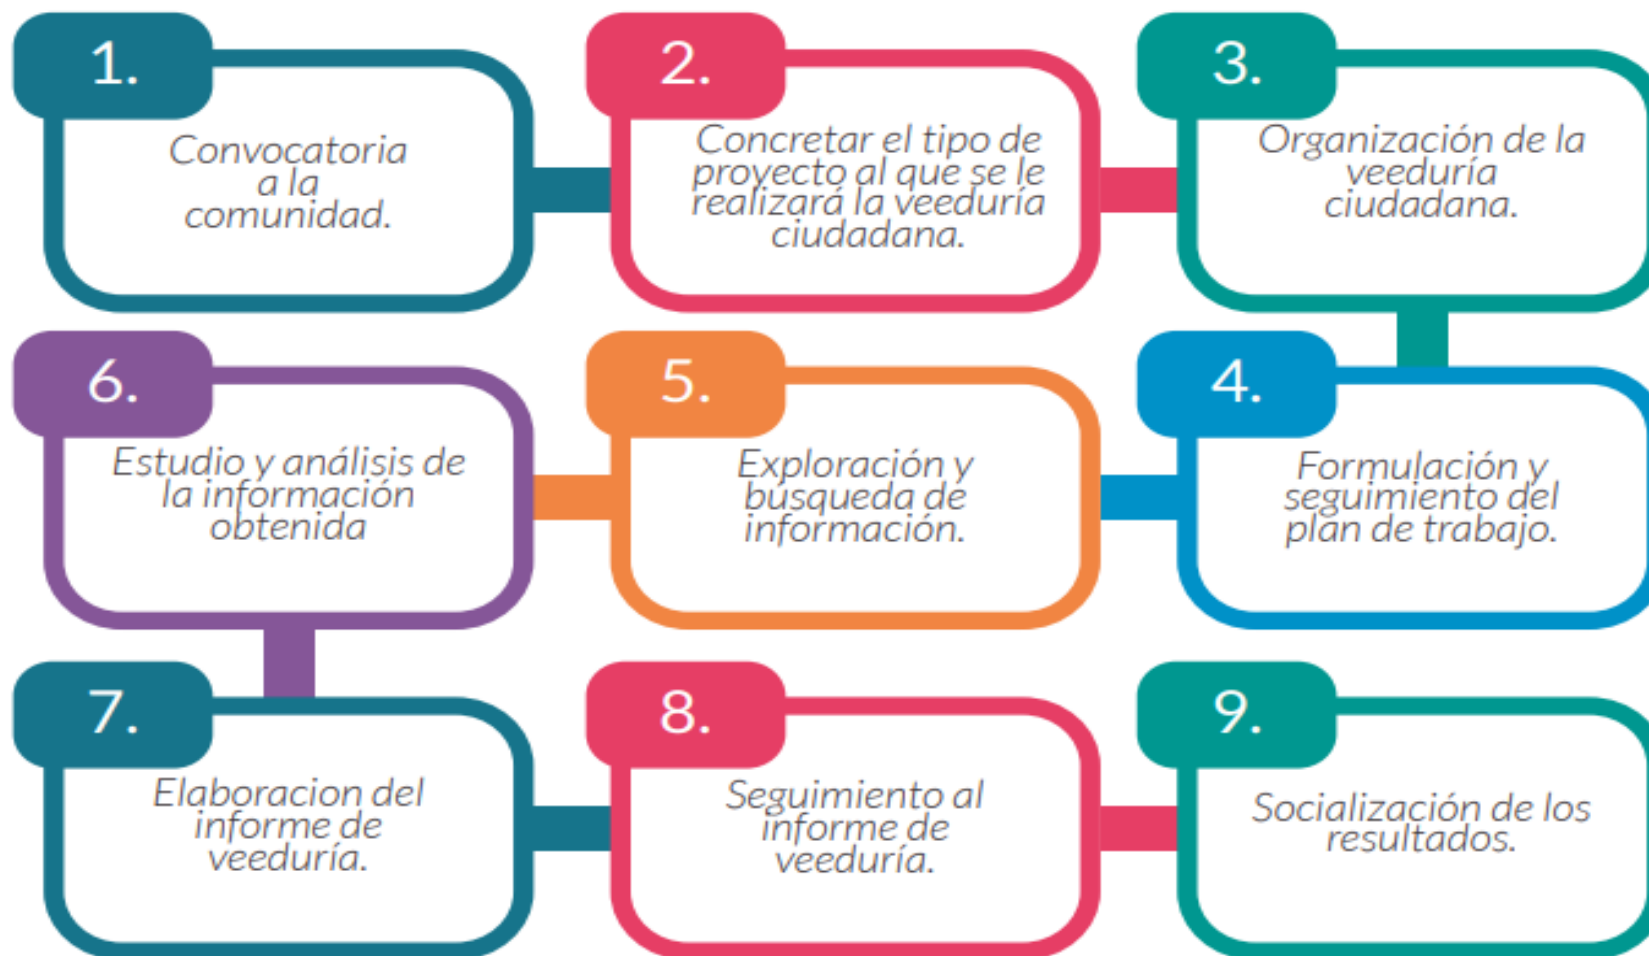 1.
Convocatoria
a la
comunidad.
2.
Concretar el tipo de
proyecto al que se le
realizará la veeduría
ciudadana.
3.
Organización de la
veeduría
ciudadana.
4.
Formulación y
seguimiento del
plan de trabajo.
5.
Exploración y
búsqueda de
información.
6.
Estudio y análisis de
la información
obtenida
7.
Elaboracion del
informe de
veeduría.
8.
Seguimiento al
informe de
veeduría.
9.
Socialización de los
resultados.